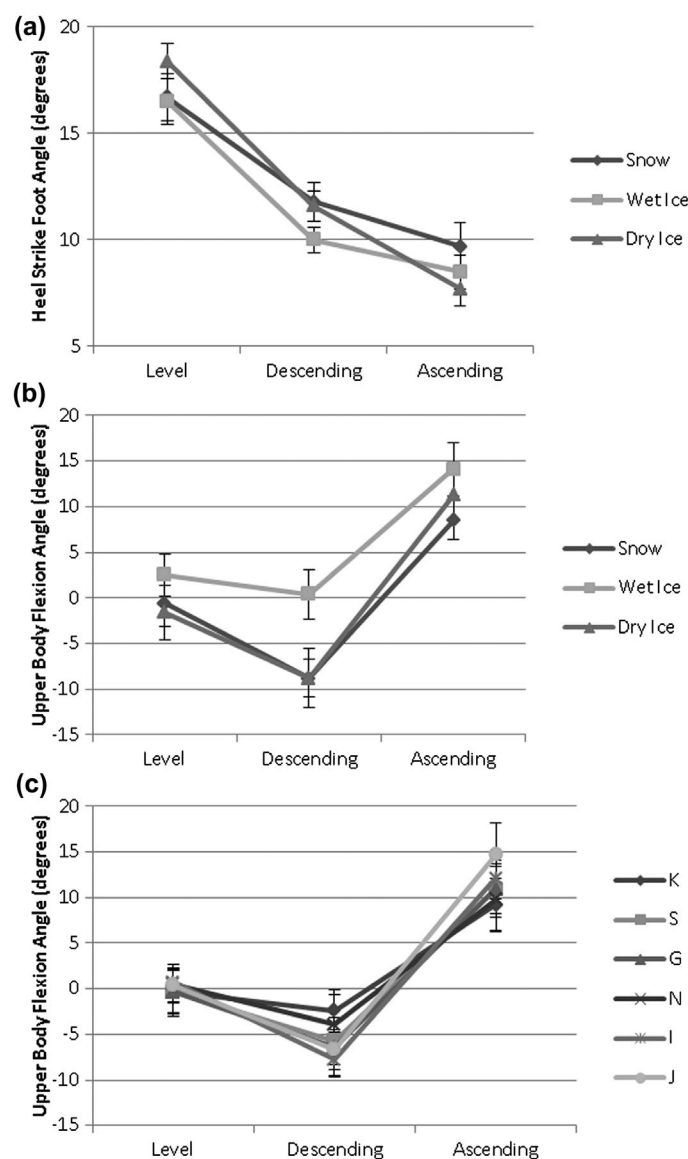 (a)
Heel Strike Foot Angle (degrees)
20
15
10
5
Level
Descending
Ascending
Snow
Wet Ice
Dry Ice
(b)
Upper Body Flexion Angle (degrees)
20
15
10
5
0
-5
-10
-15
Level
Descending
Ascending
Snow
Wet Ice
Dry Ice
(c)
Upper Body Flexion Angle (degrees)
20
15
10
5
0
-5
-10
-15
Level
Descending
Ascending
K
S
G
N
I
J